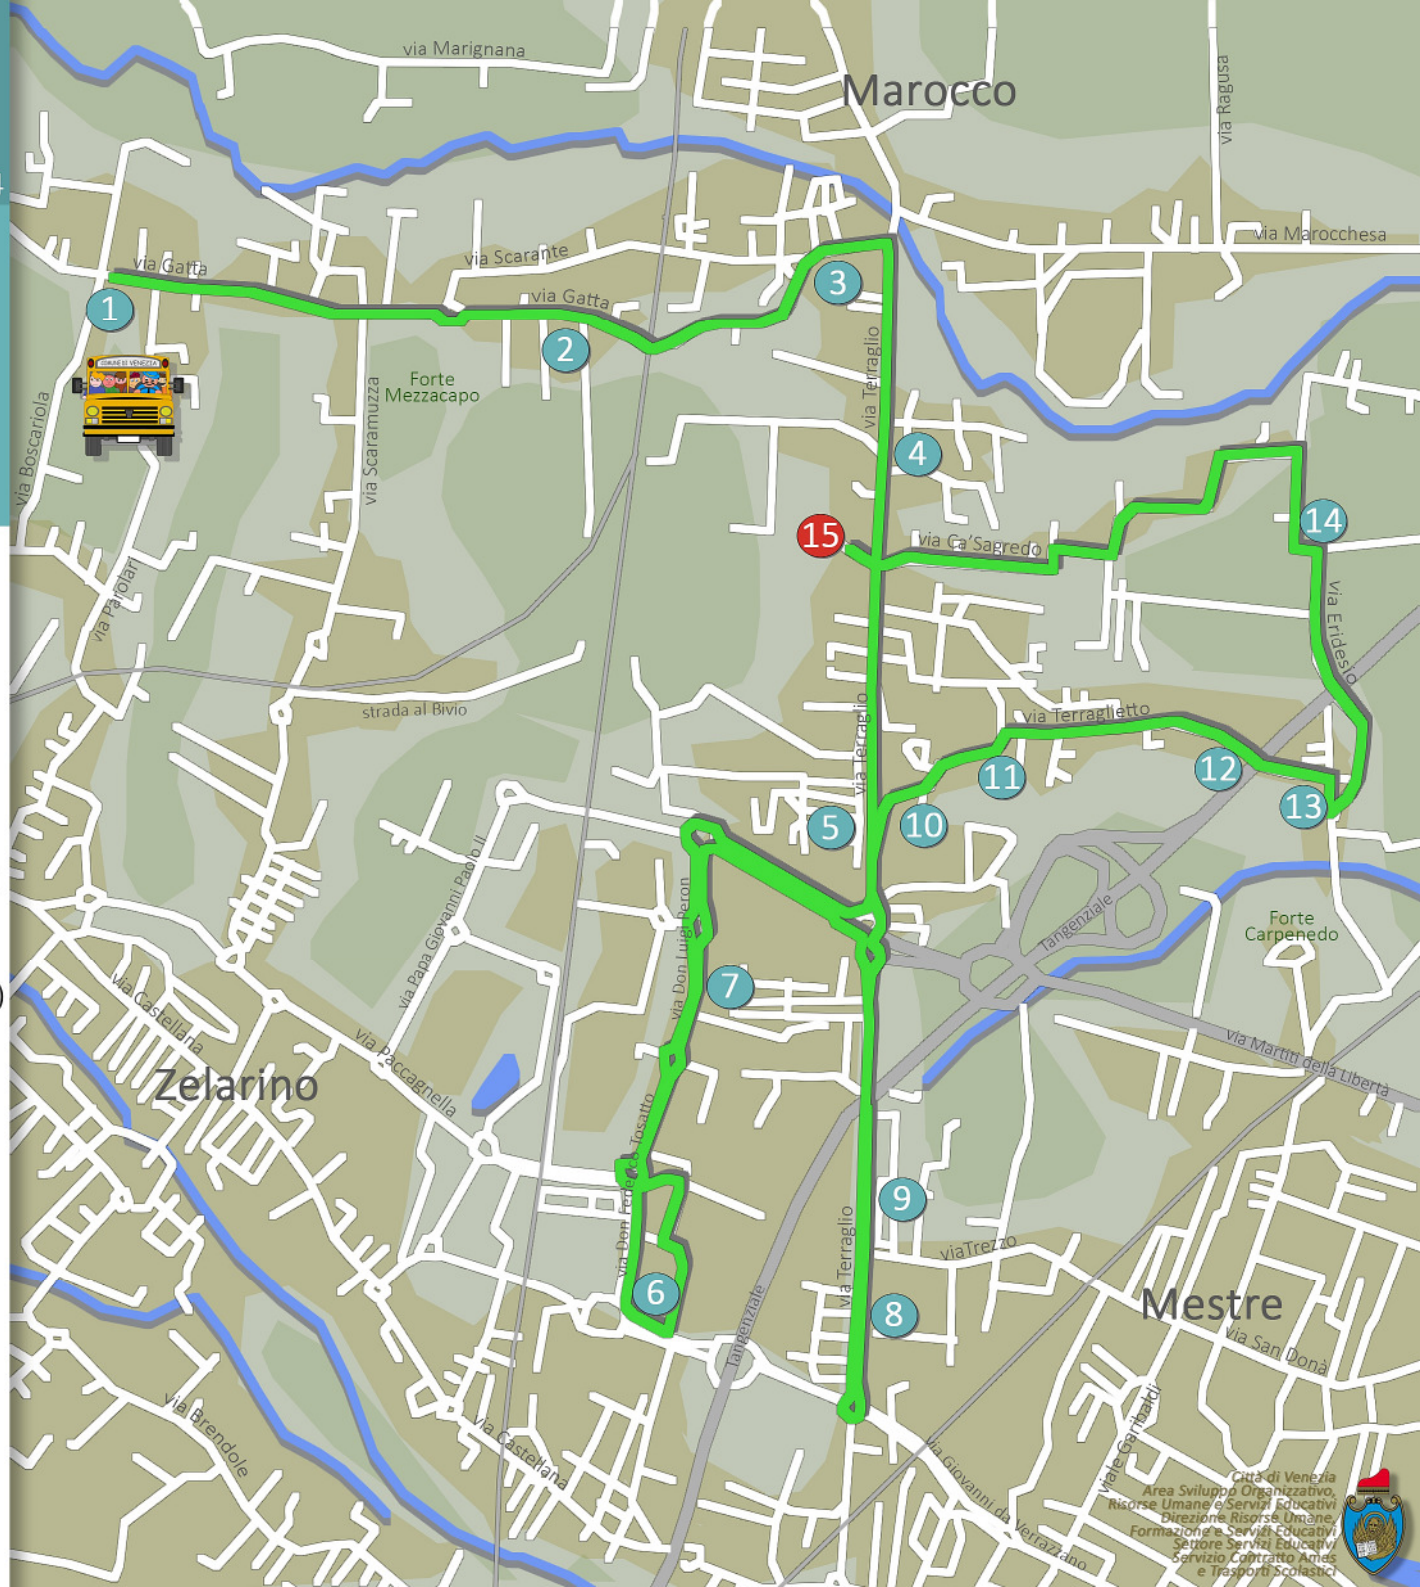 via Marignana
Marocco
via Ragusa
via Marocchesa
via Scarante
via Gatta
via Gatta
1
2
3
COMUNE DI VENEZIA
Forte
Mezzacapo
via Boscariola
via Scaramuzza
via Terraglio
4
15
via Ca'Sagredo
14
via Parolari
via Eridesio
strada al Bivio
via Terraglio
via Terraglietto
11
12
13
5
10
via Papa Giovanni Paolo II
via Don Luigi Peron
Tangenziale
Forte
Carpenedo
7
via Castellana
via Paccagnella
Zelarino
via Martiti della Libertà
via Don Federico Tosatto
9
via Terraglio
viaTrezzo
6
8
Mestre
Tangenziale
via San Donà
via Brendole
via Castellana
viale Garibaldi
via Giovanni da Verrazzano
Città di Venezia
Area Sviluppo Organizzativo,
Risorse Umane e Servizi Educativi
Direzione Risorse Umane,
Formazione e Servizi Educativi
Settore Servizi Educativi
Servizio Contratto Ames
e Trasporti Scolastici